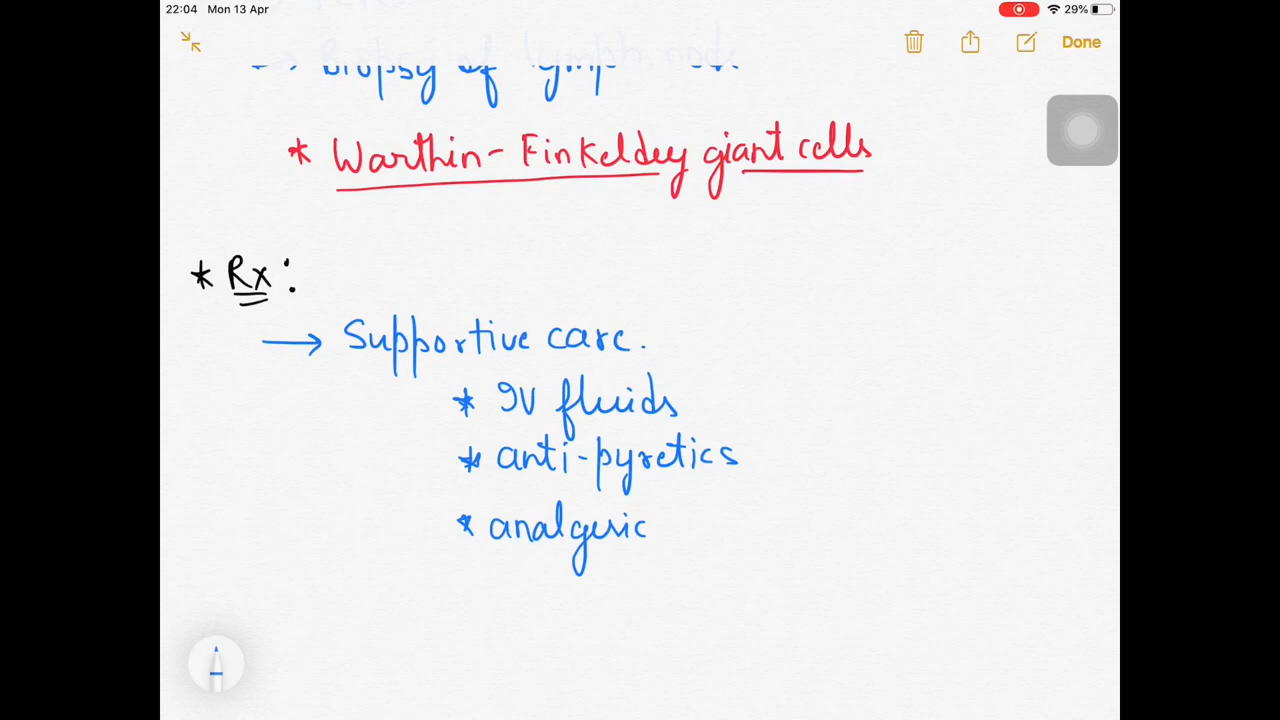 22:04 Mon 13 Apr 29%
Done
→ Biopsy of lymph node
* Warthin-Finkeldey giant cells
* Rx:
→ Supportive care.
* IV fluids
* anti-pyretics
* analgesic